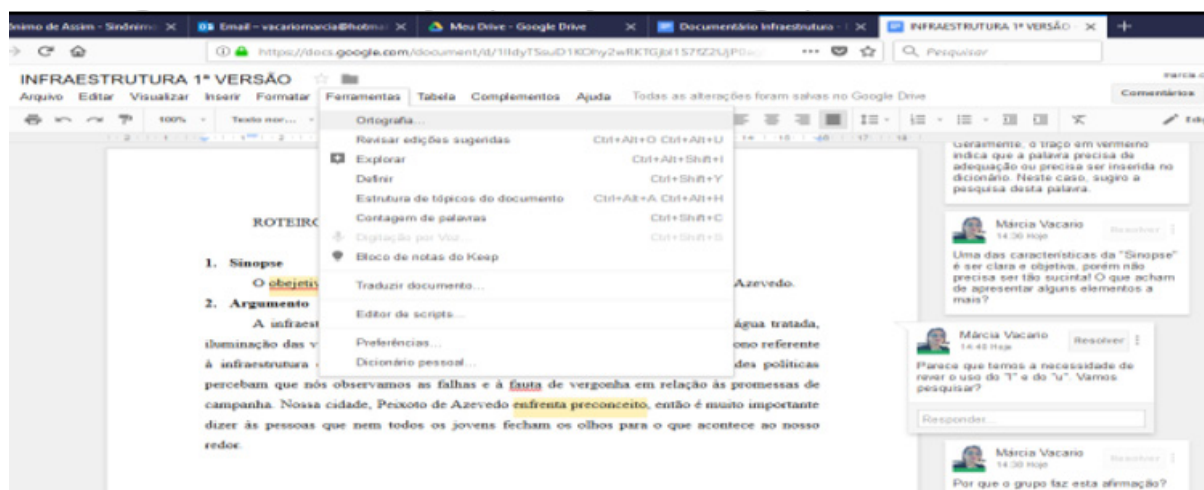 nimo de Assim - Sinônimo × Email - vacariomarcia@hotmai × Meu Drive - Google Drive × Documentário Infraestrutura - × INFRAESTRUTURA 1ª VERSÃO - × +
https://docs.google.com/document/d/ Pesquisar
INFRAESTRUTURA 1ª VERSÃO
Arquivo Editar Visualizar Inserir Formatar Ferramentas Tabela Complementos Ajuda Todas as alterações foram salvas no Google Drive Comentários
100% Texto nor...
Ortografia...
Revisar edições sugeridas Ctrl+Alt+O Ctrl+Alt+U
Explorar Ctrl+Alt+Shift+I
Definir Ctrl+Shift+Y
Estrutura de tópicos do documento Ctrl+Alt+A Ctrl+Alt+H
Contagem de palavras Ctrl+Shift+C
Digitação por Voz... Ctrl+Shift+S
Bloco de notas do Keep
Traduzir documento...
Editor de scripts...
Preferências...
Dicionário pessoal...
ROTEIRO
1. Sinopse
O obejetiv Azevedo.
2. Argumento
A infraest água tratada,
iluminação das v ono referente
à infraestrutura des políticas
percebam que nós observamos as falhas e à fauta de vergonha em relação às promessas de
campanha. Nossa cidade, Peixoto de Azevedo enfrenta preconceito, então é muito importante
dizer às pessoas que nem todos os jovens fecham os olhos para o que acontece ao nosso
redor.
Geralmente, o traço em vermelho
indica que a palavra precisa de
adequação ou precisa ser inserida no
dicionário. Neste caso, sugiro a
pesquisa desta palavra.
Márcia Vacario Resolver
14:36 Hoje
Uma das características da "Sinopse"
é ser clara e objetiva, porém não
precisa ser tão sucinta! O que acham
de apresentar alguns elementos a
mais?
Márcia Vacario Resolver
14:40 Hoje
Parece que temos a necessidade de
rever o uso do "l" e do "u". Vamos
pesquisar?
Responder...
Márcia Vacario Resolver
14:38 Hoje
Por que o grupo faz esta afirmação?